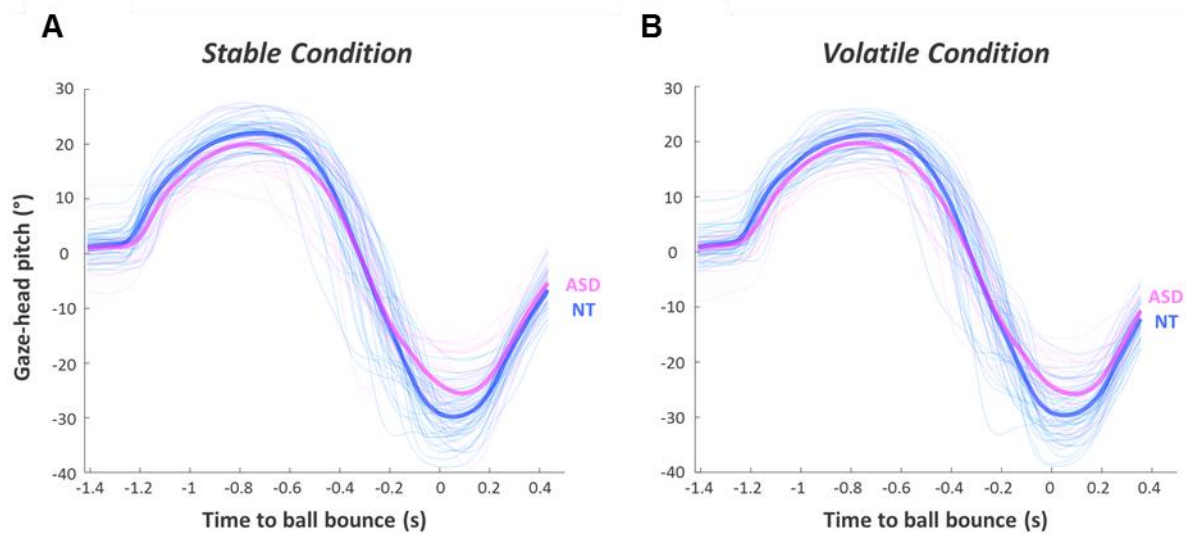 A
Stable Condition
30
20
10
0
-10
-20
-30
-40
Gaze-head pitch (°)
-1.4 -1.2 -1 -0.8 -0.6 -0.4 -0.2 0 0.2 0.4
Time to ball bounce (s)
ASD
NT
B
Volatile Condition
30
20
10
0
-10
-20
-30
-40
-1.4 -1.2 -1 -0.8 -0.6 -0.4 -0.2 0 0.2 0.4
Time to ball bounce (s)
ASD
NT